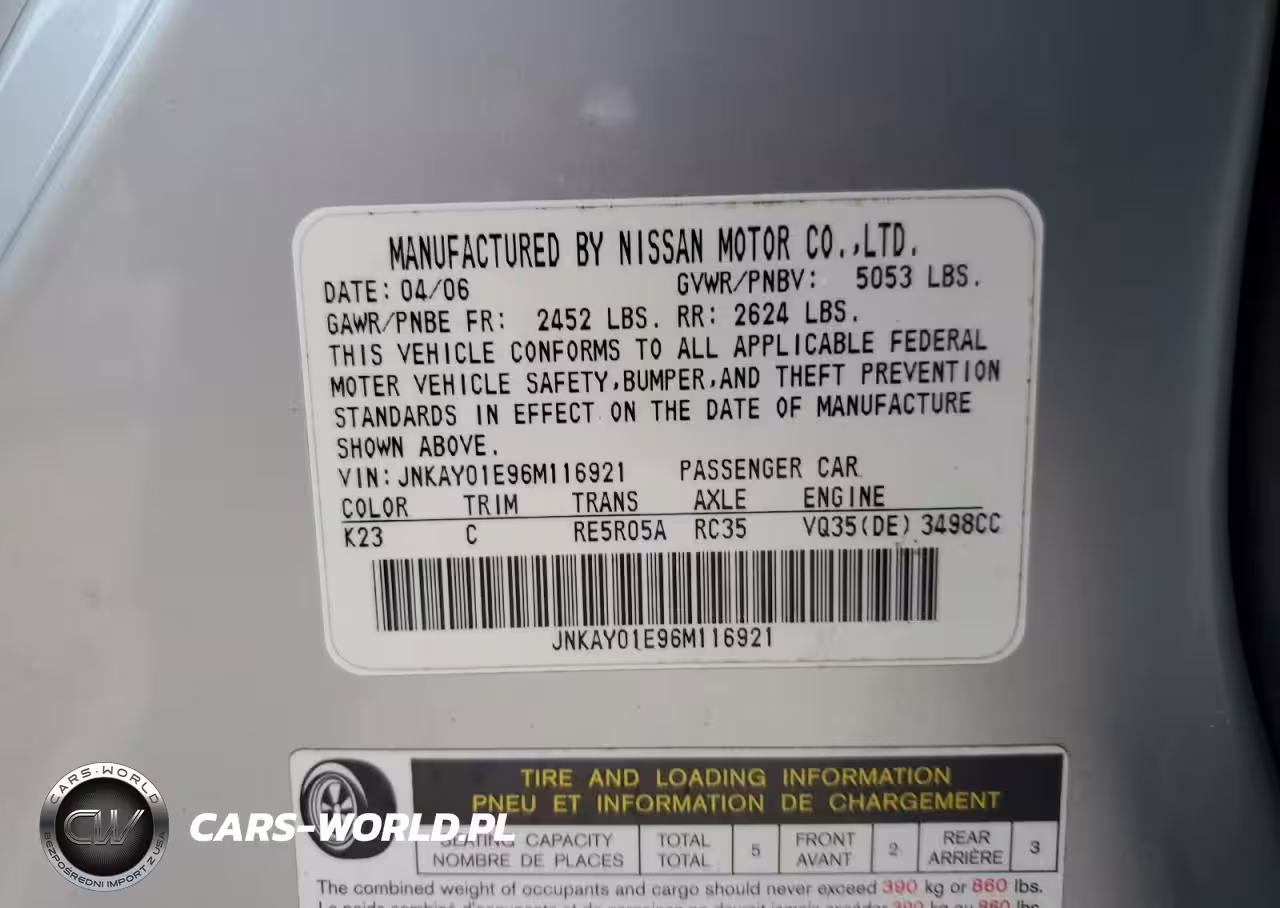 MANUFACTURED BY NISSAN MOTOR CO.,LTD.
DATE: 04/06 GVWR/PNBV: 5053 LBS.
GAWR/PNBE FR: 2452 LBS. RR: 2624 LBS.
THIS VEHICLE CONFORMS TO ALL APPLICABLE FEDERAL
MOTER VEHICLE SAFETY,BUMPER,AND THEFT PREVENTION
STANDARDS IN EFFECT ON THE DATE OF MANUFACTURE
SHOWN ABOVE.
VIN: JNKAY01E96M116921 PASSENGER CAR
COLOR TRIM TRANS AXLE ENGINE
K23 C RE5R05A RC35 VQ35(DE) 3498CC
JNKAY01E96M116921
TIRE AND LOADING INFORMATION
PNEU ET INFORMATION DE CHARGEMENT
SEATING CAPACITY TOTAL 5 FRONT 2 REAR 3
NOMBRE DE PLACES TOTAL AVANT ARRIÈRE
The combined weight of occupants and cargo should never exceed 390 kg or 860 lbs.
CARS-WORLD
CW
BEZPOŚREDNI IMPORT Z USA
CARS-WORLD.PL